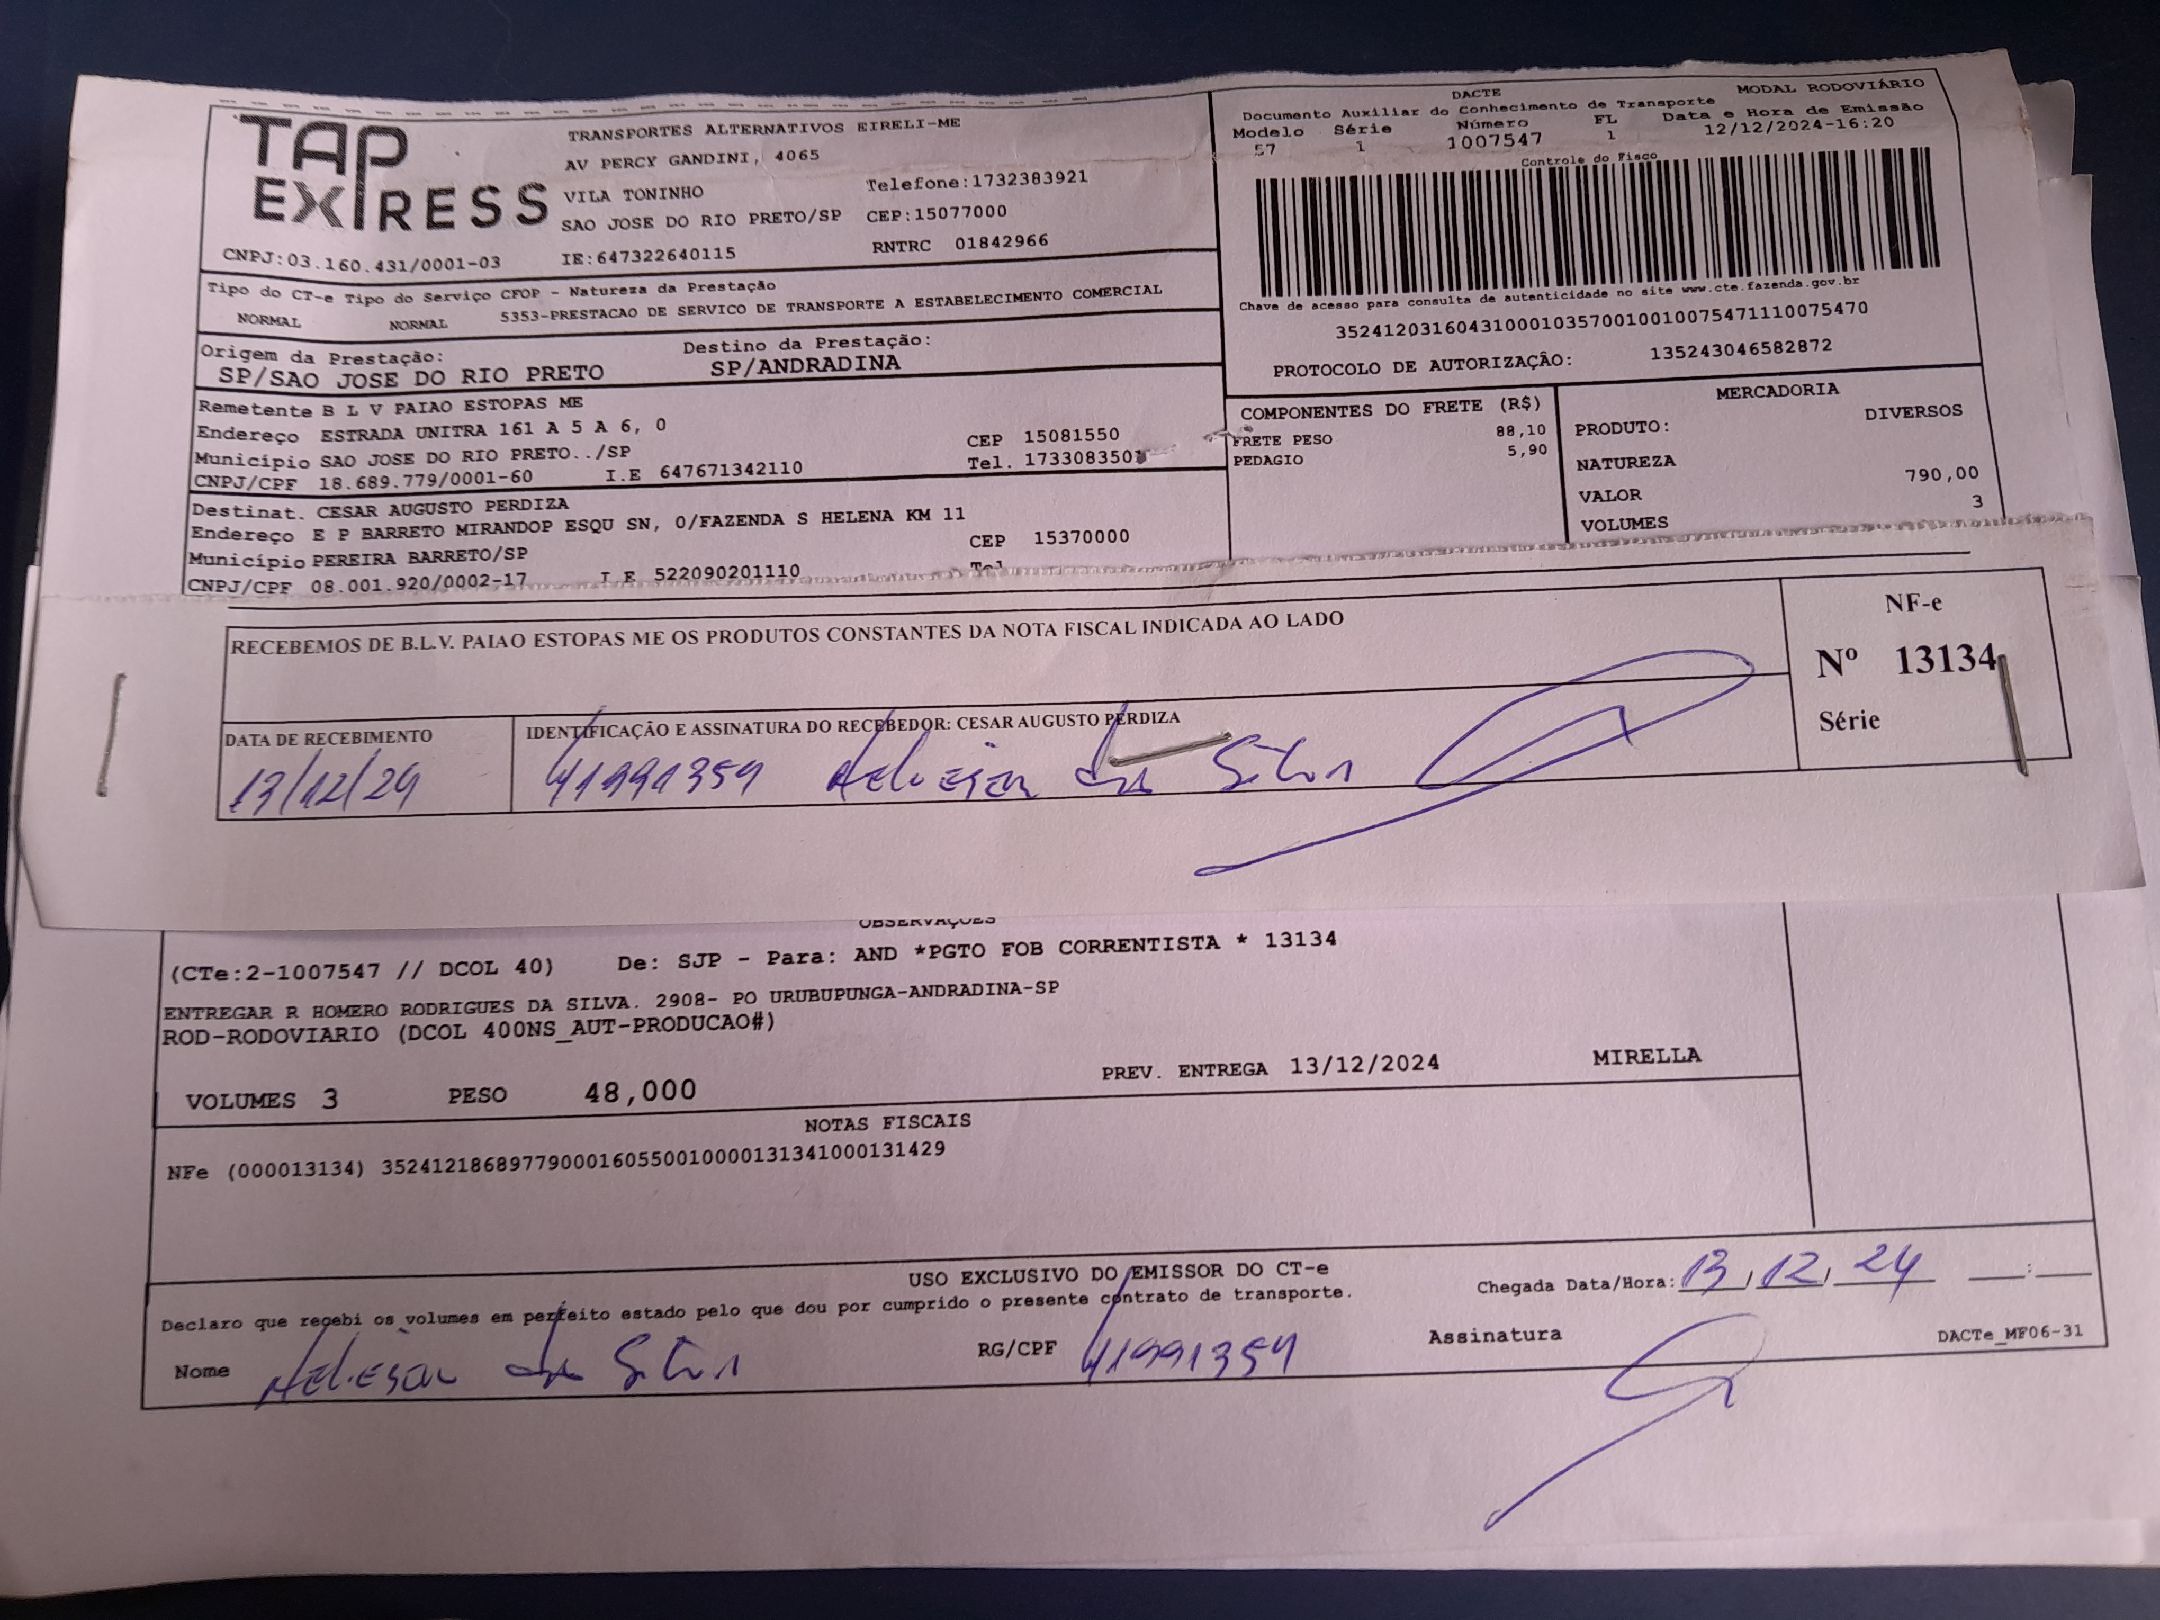 TAP EXPRESS
TRANSPORTES ALTERNATIVOS EIRELI-ME
AV PERCY GANDINI, 4065
VILA TONINHO Telefone:1732383921
SAO JOSE DO RIO PRETO/SP CEP:15077000
CNPJ:03.160.431/0001-03 IE:647322640115 RNTRC 01842966
DACTE MODAL RODOVIÁRIO
Documento Auxiliar do Conhecimento de Transporte
Modelo Série Número FL Data e Hora de Emissão
57 1 1007547 1 12/12/2024-16:20
Controle do Fisco
Chave de acesso para consulta de autenticidade no site www.cte.fazenda.gov.br
35241203160431000103570010010075471110075470
PROTOCOLO DE AUTORIZAÇÃO: 135243046582872
Tipo do CT-e Tipo do Serviço CFOP - Natureza da Prestação
NORMAL NORMAL 5353-PRESTACAO DE SERVICO DE TRANSPORTE A ESTABELECIMENTO COMERCIAL
Origem da Prestação: Destino da Prestação:
SP/SAO JOSE DO RIO PRETO SP/ANDRADINA
Remetente B L V PAIAO ESTOPAS ME
Endereço ESTRADA UNITRA 161 A 5 A 6, 0
CEP 15081550
Município SAO JOSE DO RIO PRETO../SP
Tel. 173308350
CNPJ/CPF 18.689.779/0001-60 I.E 647671342110
Destinat. CESAR AUGUSTO PERDIZA
Endereço E P BARRETO MIRANDOP ESQU SN, 0/FAZENDA S HELENA KM 11
Município PEREIRA BARRETO/SP CEP 15370000
CNPJ/CPF 08.001.920/0002-17 I E 522090201110 Tel
COMPONENTES DO FRETE (R$)
FRETE PESO 88,10
PEDAGIO 5,90
MERCADORIA
PRODUTO: DIVERSOS
NATUREZA
VALOR 790,00
VOLUMES 3
RECEBEMOS DE B.L.V. PAIAO ESTOPAS ME OS PRODUTOS CONSTANTES DA NOTA FISCAL INDICADA AO LADO
NF-e
Nº 13134
Série
DATA DE RECEBIMENTO
13/12/24
IDENTIFICAÇÃO E ASSINATURA DO RECEBEDOR: CESAR AUGUSTO PERDIZA
41991359 da Silva
OBSERVAÇÕES
(CTe:2-1007547 // DCOL 40) De: SJP - Para: AND *PGTO FOB CORRENTISTA * 13134
ENTREGAR R HOMERO RODRIGUES DA SILVA. 2908- PO URUBUPUNGA-ANDRADINA-SP
ROD-RODOVIARIO (DCOL 400NS_AUT-PRODUCAO#)
VOLUMES 3 PESO 48,000 PREV. ENTREGA 13/12/2024 MIRELLA
NOTAS FISCAIS
NFe (000013134) 35241218689779000160550010000131341000131429
USO EXCLUSIVO DO EMISSOR DO CT-e
Declaro que recebi os volumes em perfeito estado pelo que dou por cumprido o presente contrato de transporte.
Chegada Data/Hora: 13/12/24 :
Nome da Silva RG/CPF 41991359 Assinatura
DACTe_MF06-31